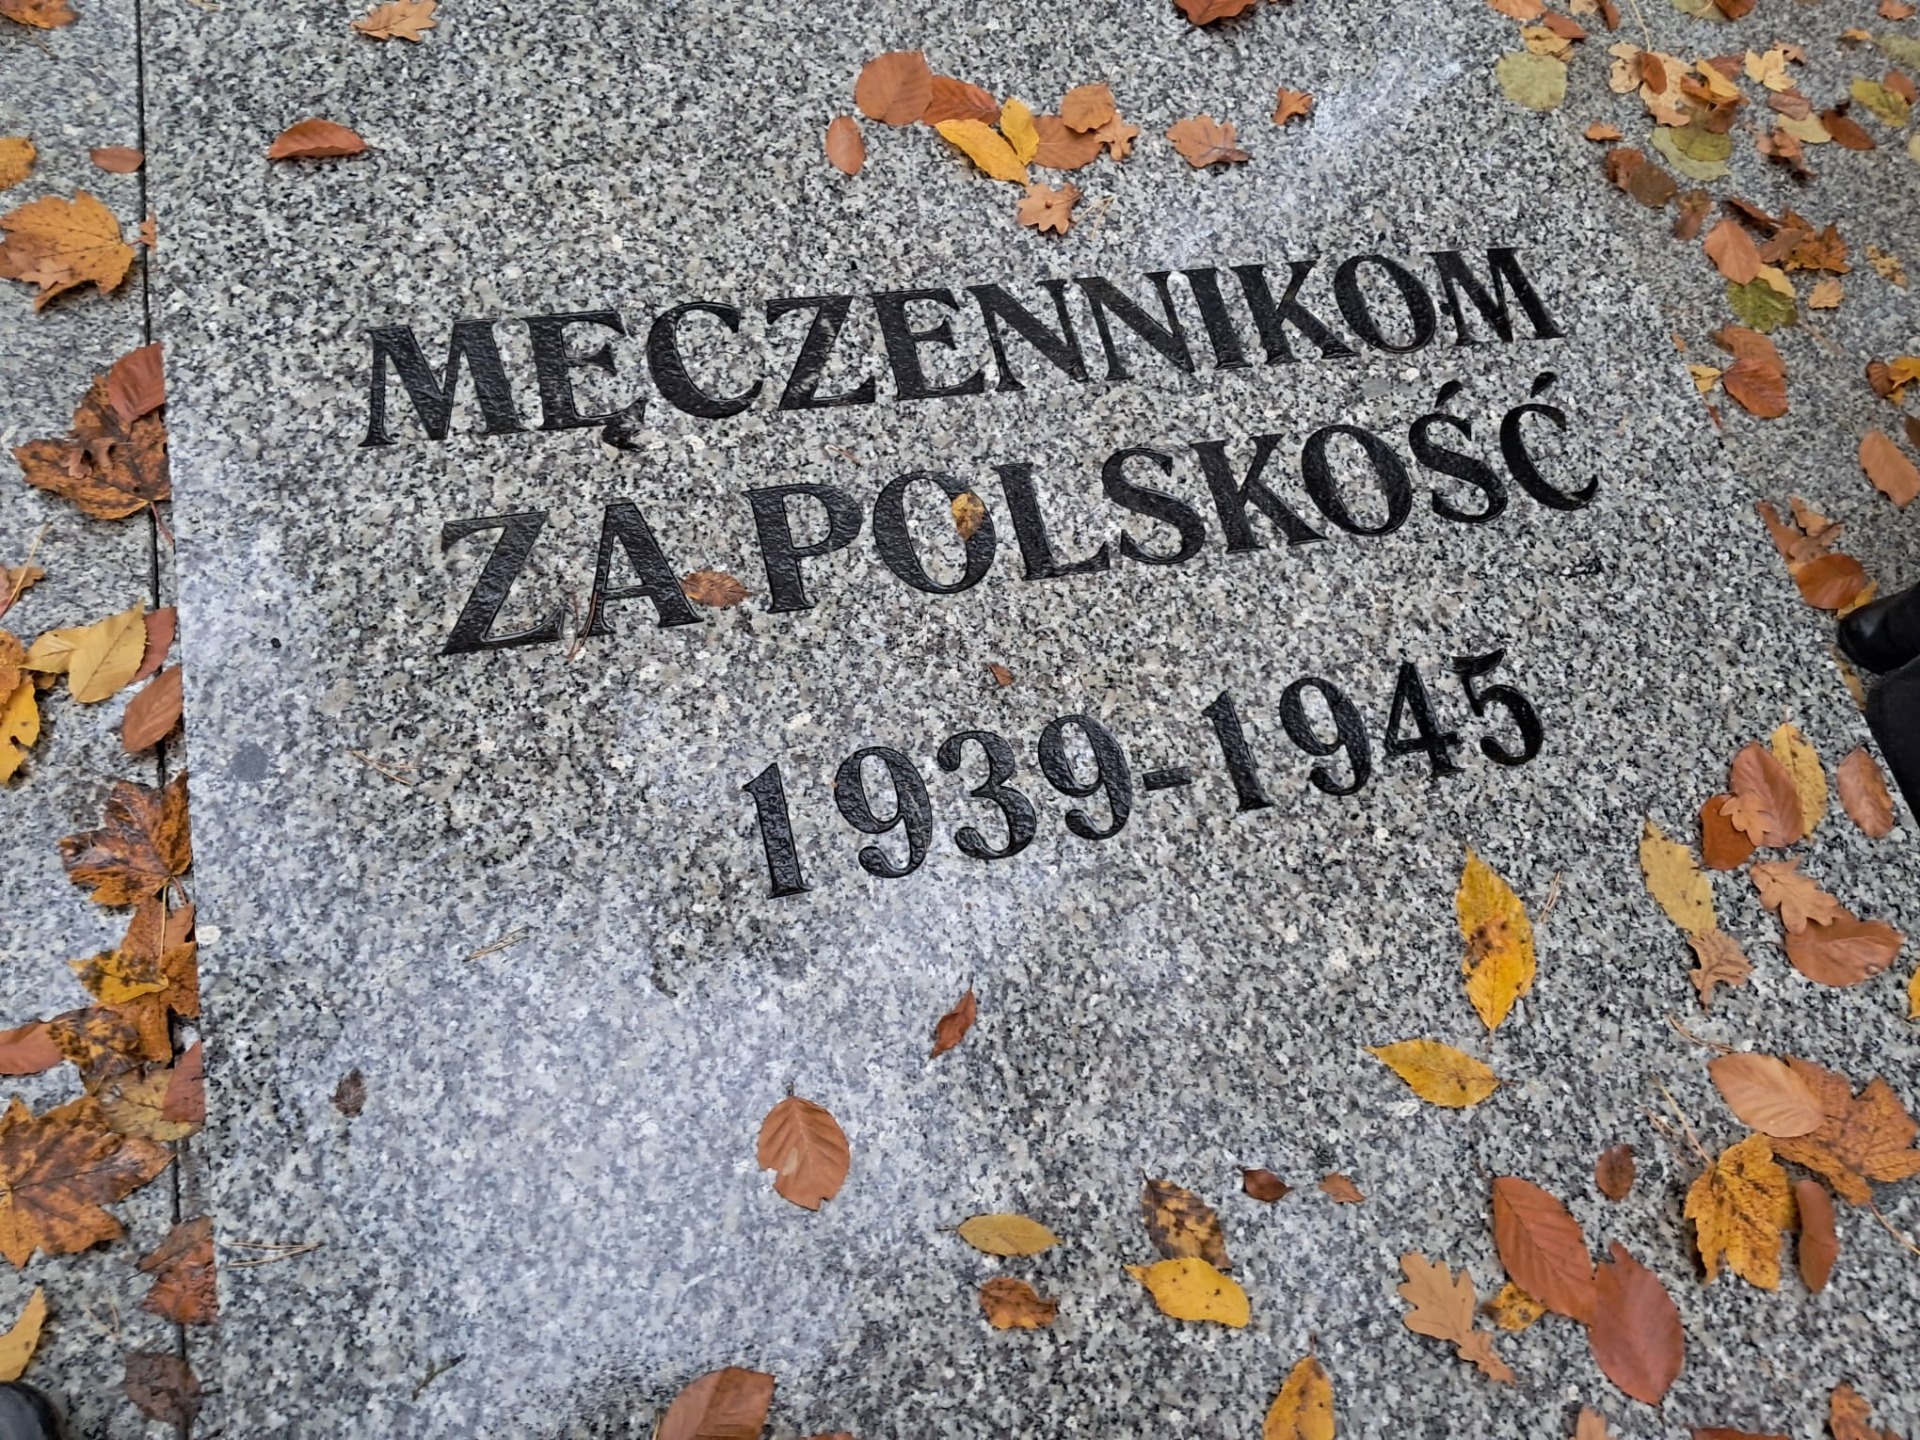 MĘCZENNIKOM
ZA POLSKOŚĆ
1939-1945